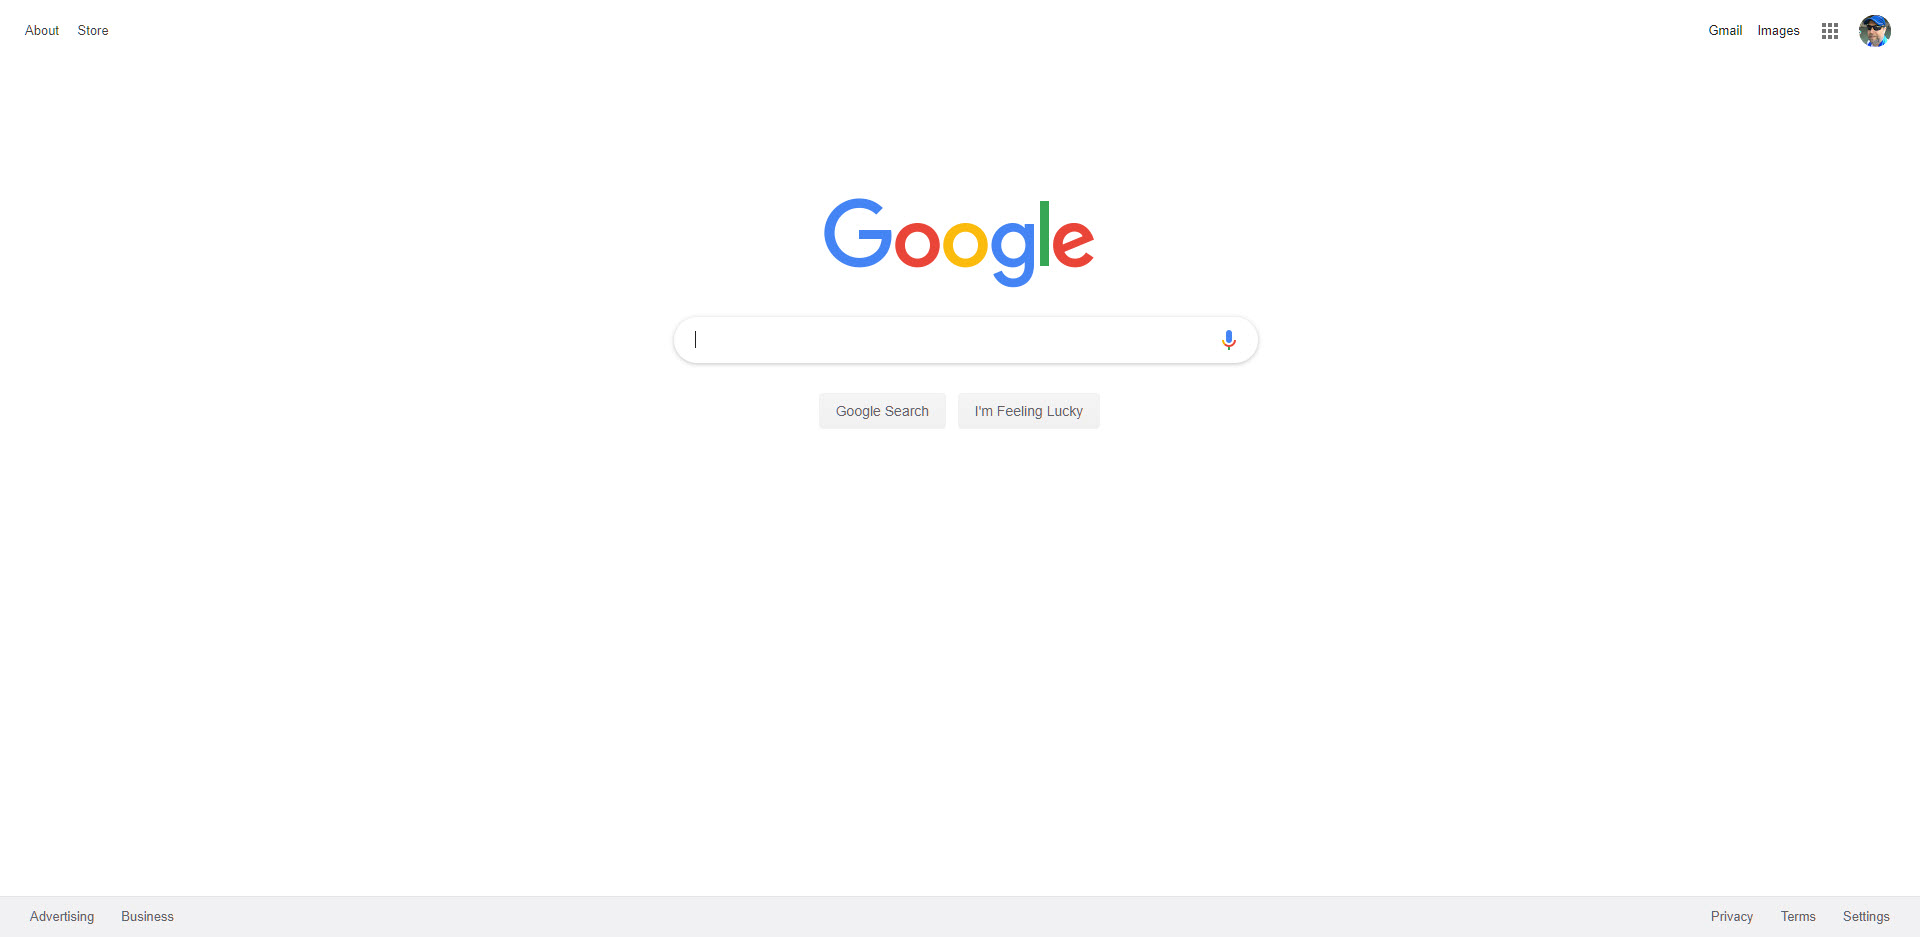 About Store Gmail Images
Google
Google Search I'm Feeling Lucky
Advertising Business Privacy Terms Settings